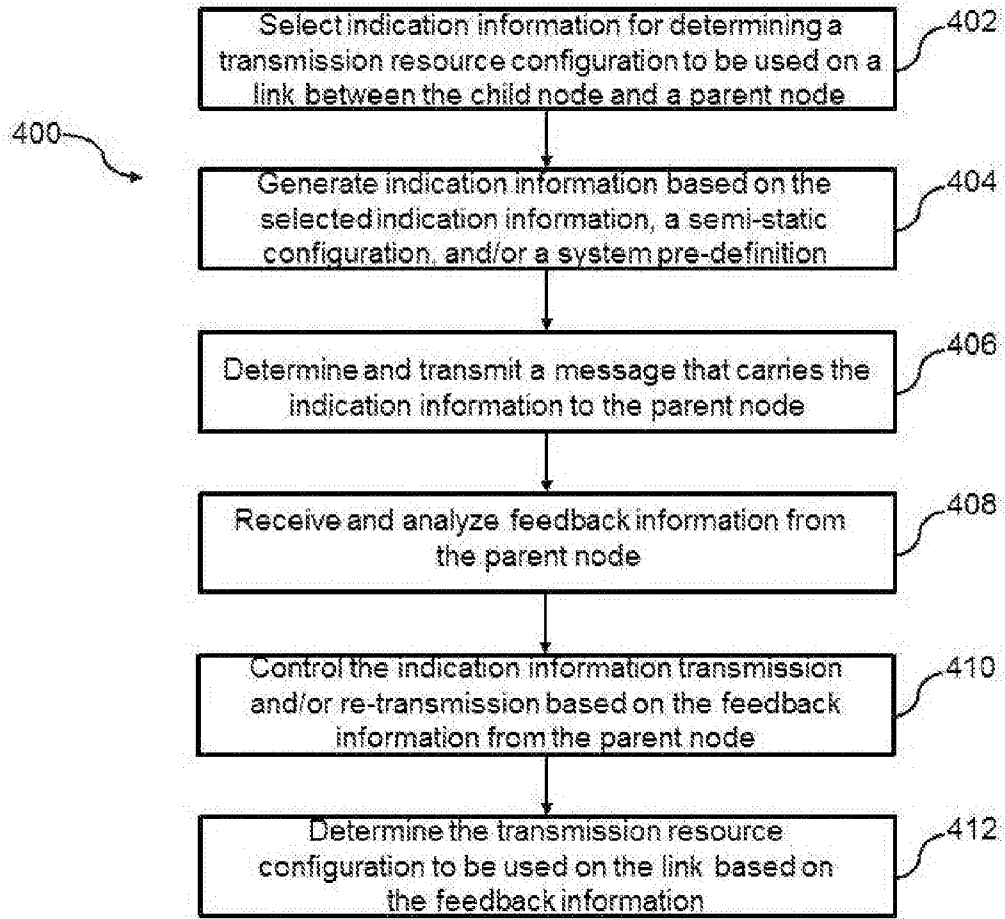 Select indication information for determining a
transmission resource configuration to be used on a
link between the child node and a parent node
402
400
Generate indication information based on the
selected indication information, a semi-static
configuration, and/or a system pre-definition
404
Determine and transmit a message that carries the
indication information to the parent node
406
Receive and analyze feedback information from
the parent node
408
Control the indication information transmission
and/or re-transmission based on the feedback
information from the parent node
410
Determine the transmission resource
configuration to be used on the link based on
the feedback information
412